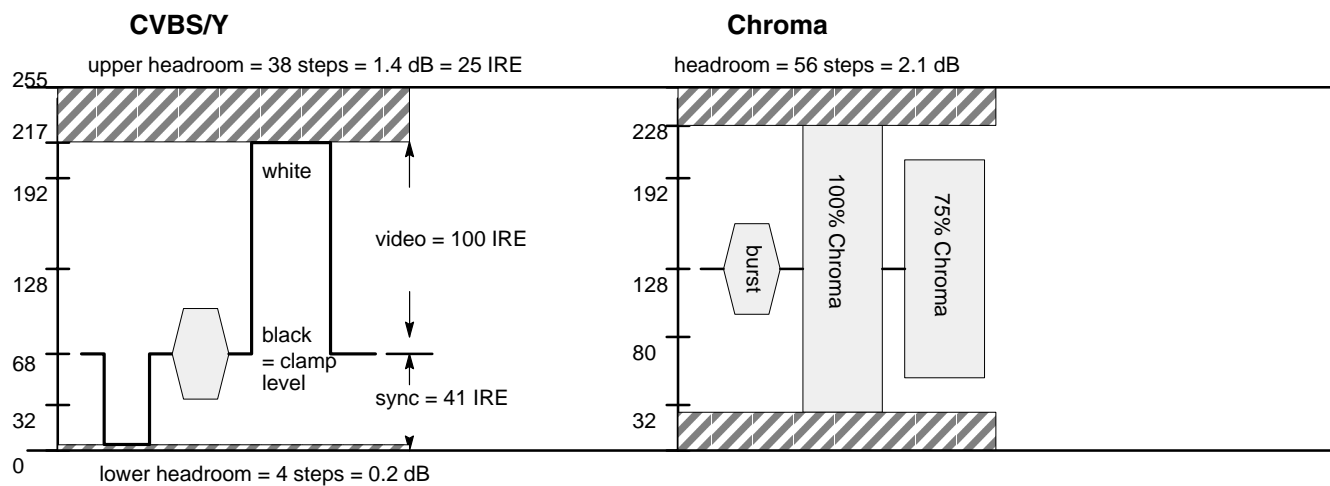 CVBS/Y
upper headroom = 38 steps = 1.4 dB = 25 IRE
255
217
192
128
68
32
0
white
video = 100 IRE
black
= clamp
level
sync = 41 IRE
lower headroom = 4 steps = 0.2 dB
Chroma
headroom = 56 steps = 2.1 dB
228
192
128
80
32
burst
100% Chroma
75% Chroma